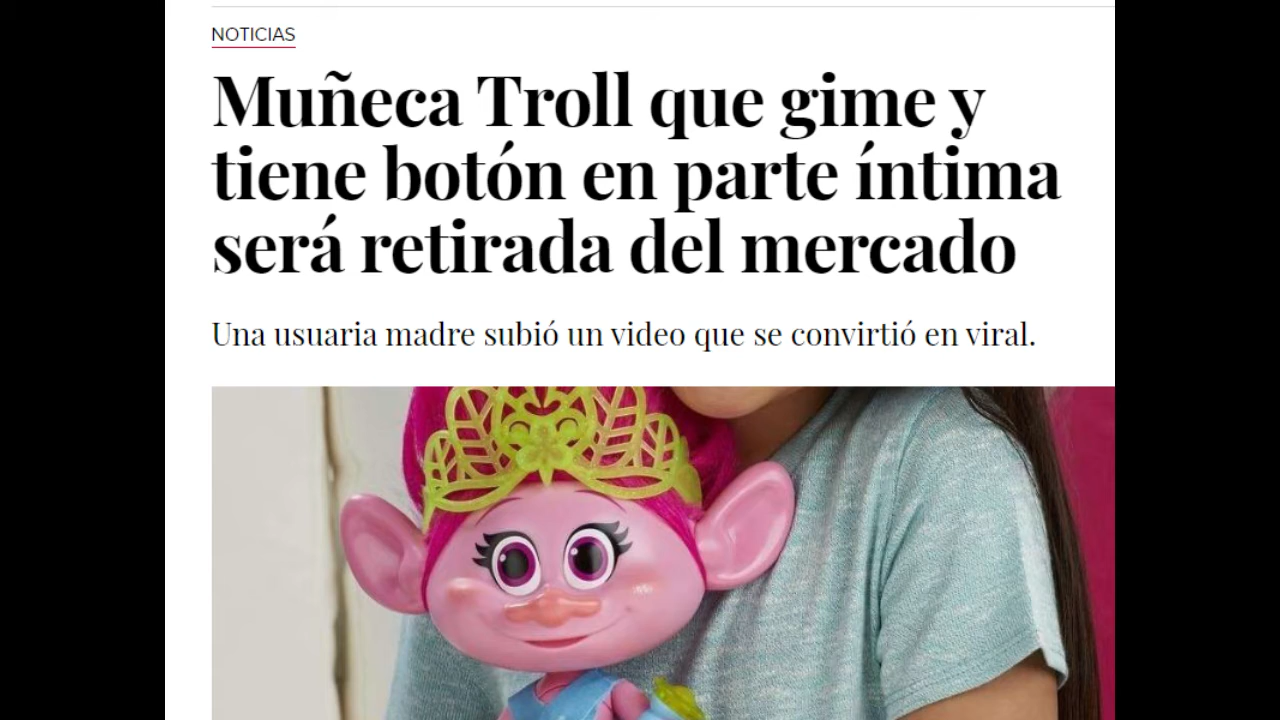 NOTICIAS
Muñeca Troll que gime y
tiene botón en parte íntima
será retirada del mercado
Una usuaria madre subió un video que se convirtió en viral.